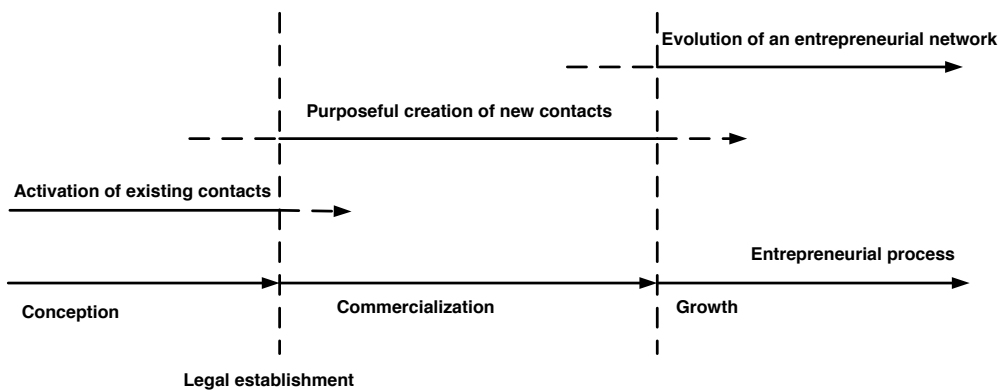 Evolution of an entrepreneurial network
Purposeful creation of new contacts
Activation of existing contacts
Entrepreneurial process
Conception
Commercialization
Growth
Legal establishment